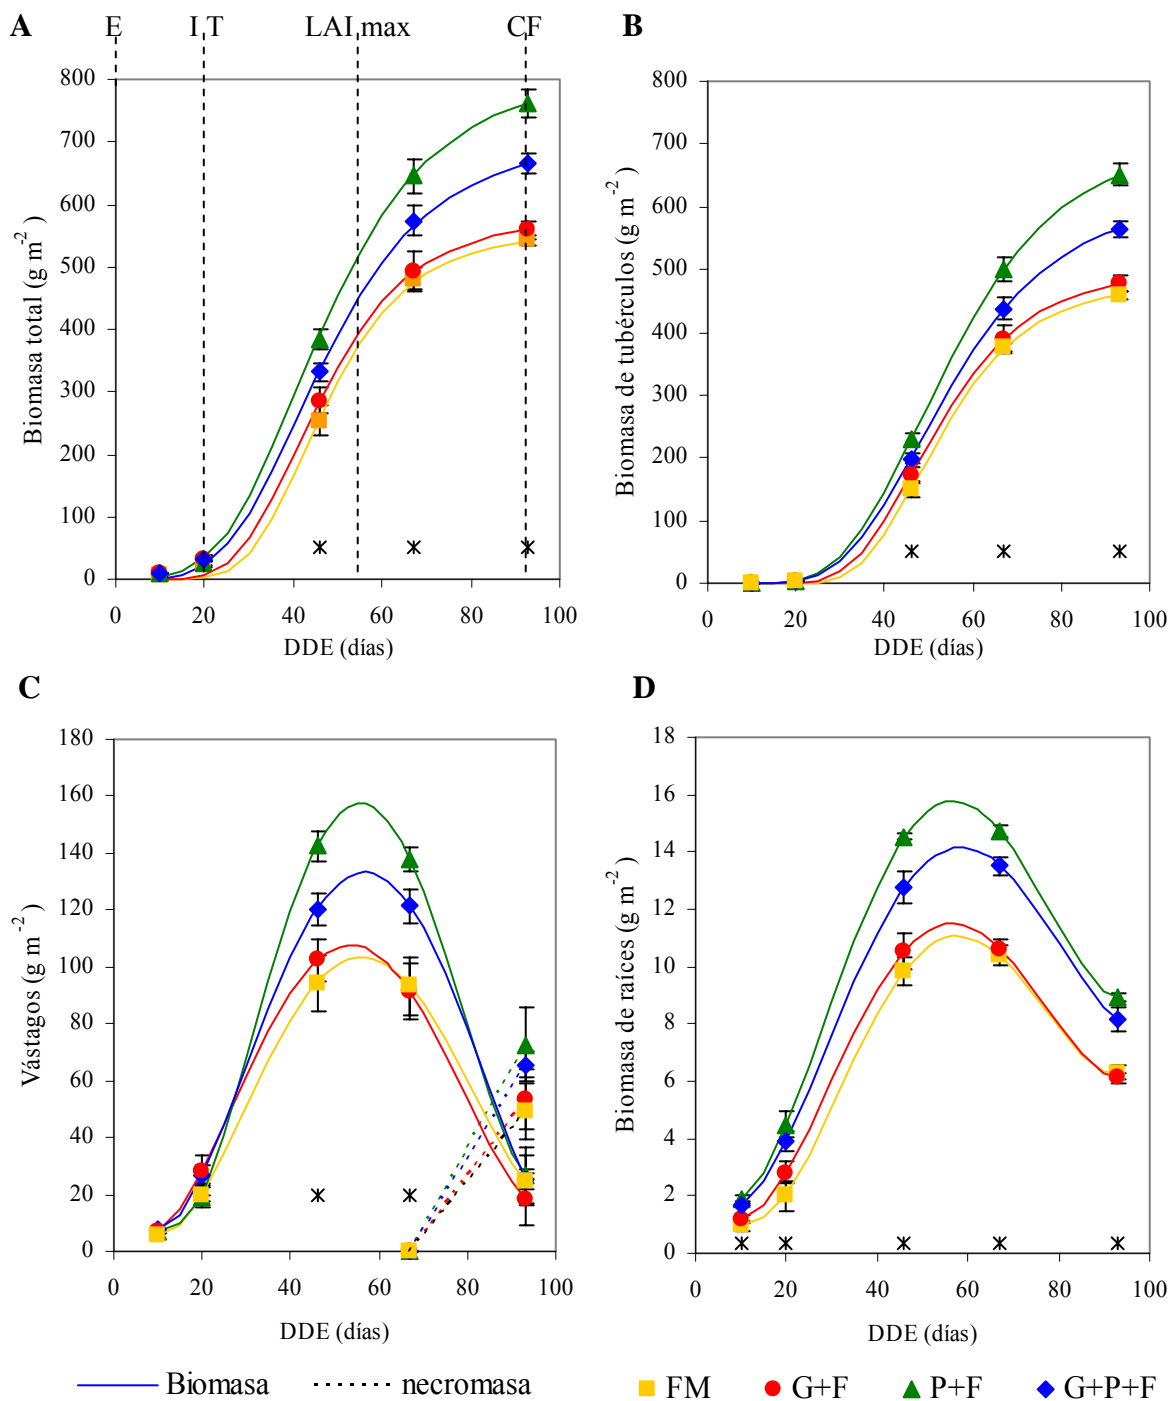 A
E
I T
LAI max
CF
B
Biomasa total (g m-2)
800
700
600
500
400
300
200
100
0
0 20 40 60 80 100
DDE (días)
Biomasa de tubérculos (g m-2)
800
700
600
500
400
300
200
100
0
0 20 40 60 80 100
DDE (días)
C
D
Vástagos (g m-2)
180
160
140
120
100
80
60
40
20
0
0 20 40 60 80 100
DDE (días)
Biomasa de raíces (g m-2)
18
16
14
12
10
8
6
4
2
0
0 20 40 60 80 100
DDE (días)
Biomasa
necromasa
FM
G+F
P+F
G+P+F